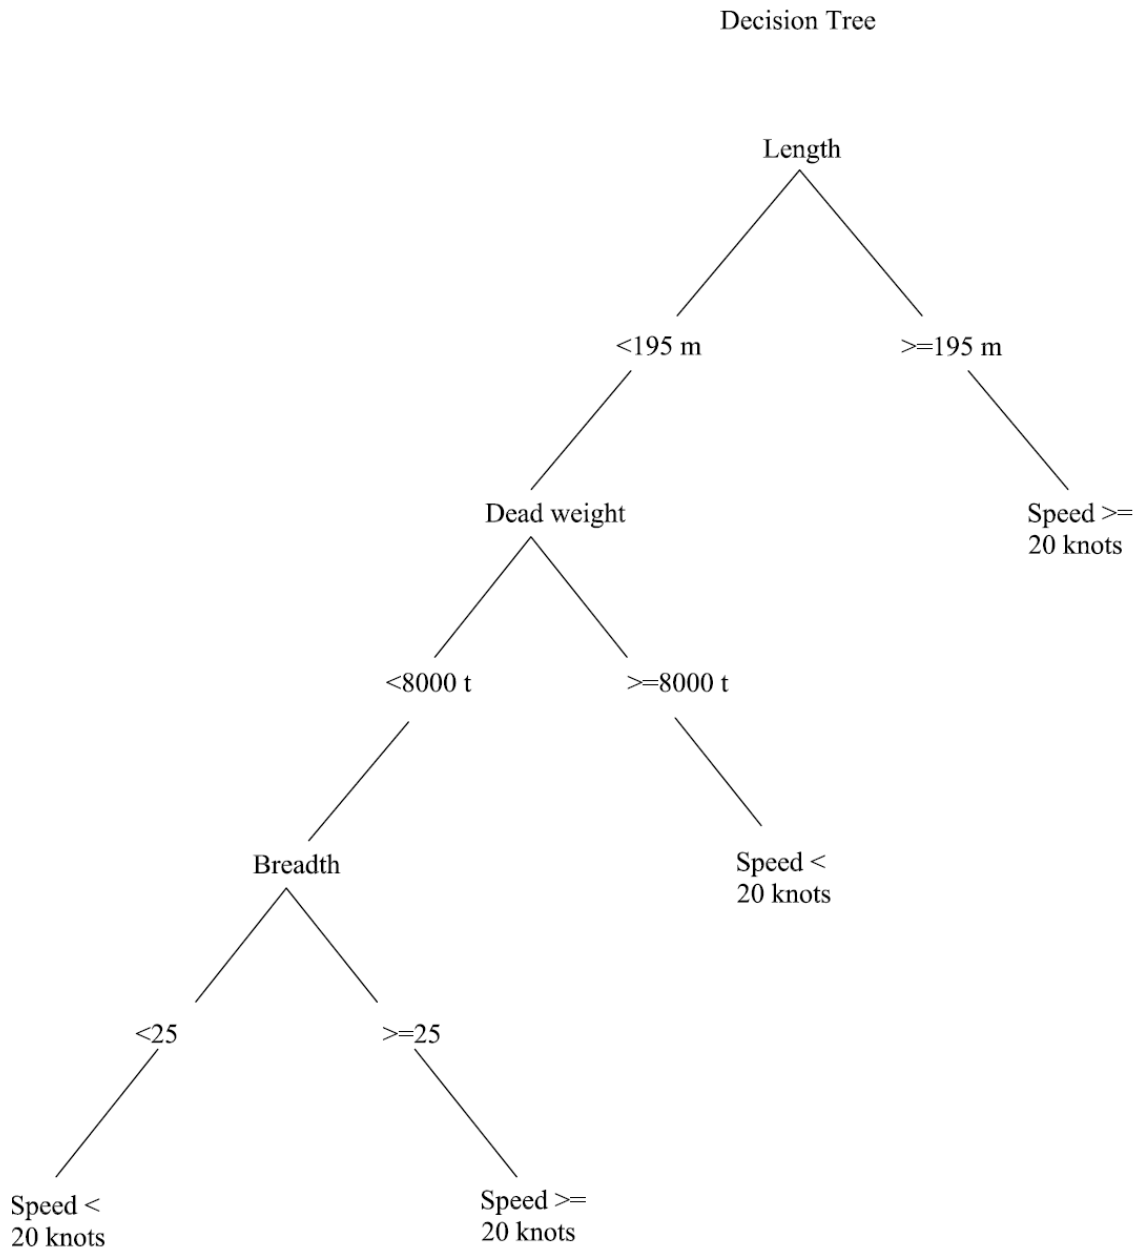 Decision Tree
Length
<195 m
>=195 m
Dead weight
Speed >=
20 knots
<8000 t
>=8000 t
Breadth
Speed <
20 knots
<25
>=25
Speed <
20 knots
Speed >=
20 knots